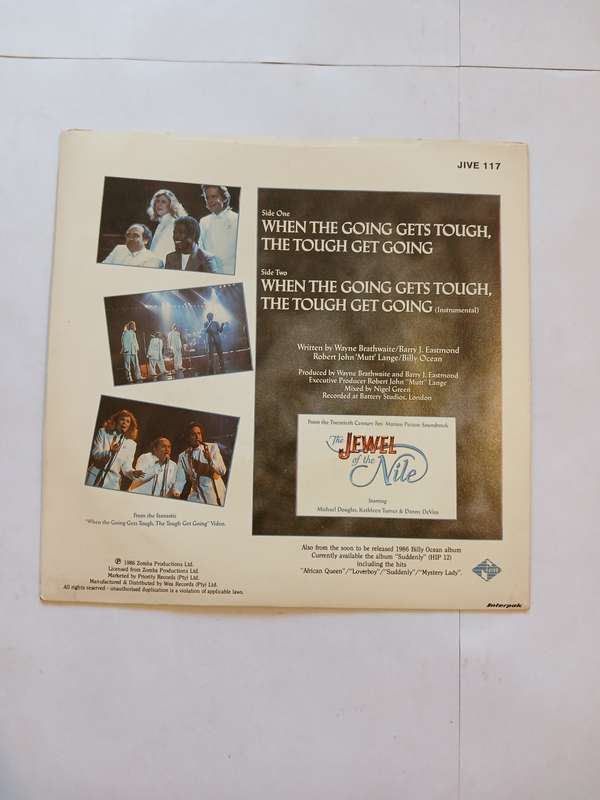 JIVE 117
Side One
WHEN THE GOING GETS TOUGH,
THE TOUGH GET GOING
Side Two
WHEN THE GOING GETS TOUGH,
THE TOUGH GET GOING (Instrumental)
Written by Wayne Brathwaite/Barry J. Eastmond
Robert John 'Mutt' Lange/Billy Ocean
Produced by Wayne Brathwaite and Barry J. Eastmond
Executive Producer Robert John "Mutt" Lange
Mixed by Nigel Green
Recorded at Battery Studios, London
From the Twentieth Century Fox Motion Picture Soundtrack
The JEWEL
of the Nile
Starring
Michael Douglas, Kathleen Turner & Danny DeVito
From the fantastic
"When the Going Gets Tough, The Tough Get Going" Video.
℗ 1986 Zomba Productions Ltd.
Licensed from Zomba Productions Ltd.
Marketed by Priority Records (Pty) Ltd.
Manufactured & Distributed by Wea Records (Pty) Ltd.
All rights reserved - unauthorised duplication is a violation of applicable laws.
Also from the soon to be released 1986 Billy Ocean album
Currently available the album "Suddenly" (HIP 12)
including the hits
"African Queen"/"Loverboy"/"Suddenly"/"Mystery Lady".
Interpak